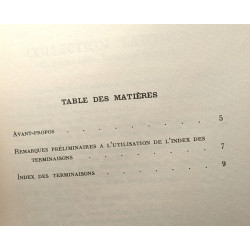 TABLE DES MATIÈRES
AVANT-PROPOS . . . . . . . . 5
REMARQUES PRÉLIMINAIRES A L'UTILISATION DE L'INDEX DES
TERMINAISONS . . . . . . . . 7
INDEX DES TERMINAISONS . . . . . . 9